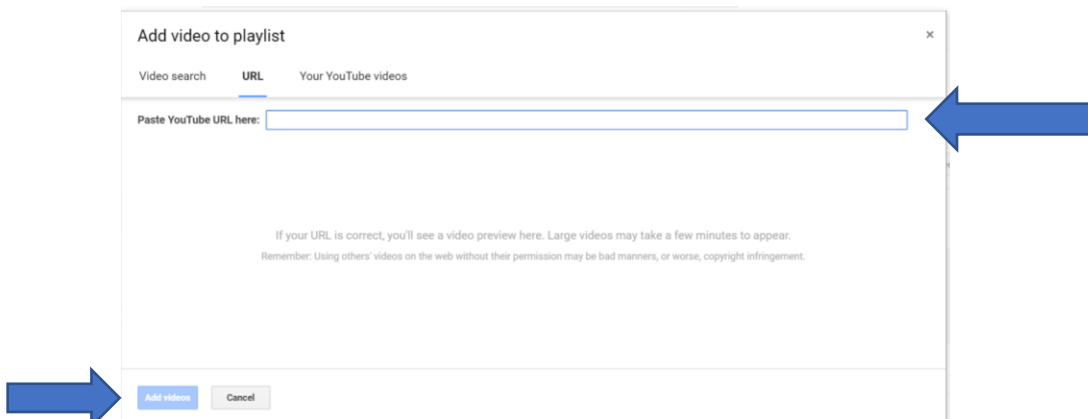 Add video to playlist ×
Video search URL Your YouTube videos
Paste YouTube URL here:
If your URL is correct, you'll see a video preview here. Large videos may take a few minutes to appear.
Remember: Using others' videos on the web without their permission may be bad manners, or worse, copyright infringement.
Add videos Cancel